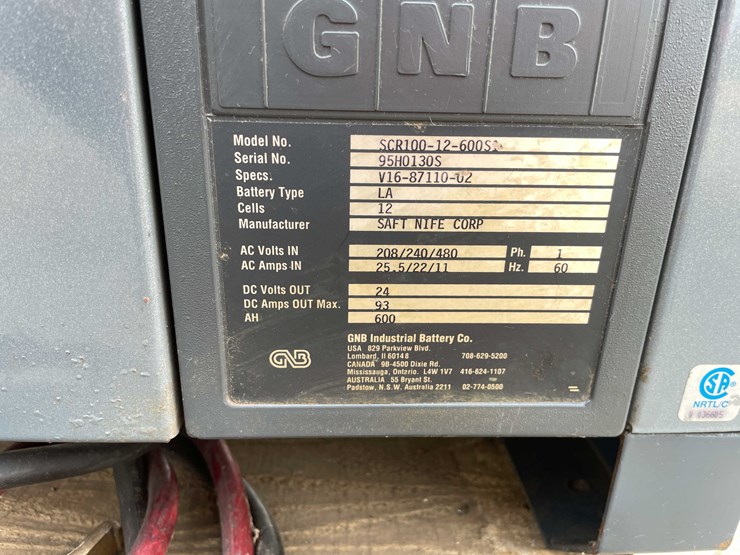 GNB
Model No. SCR100-12-600S
Serial No. 95H0130S
Specs. V16-87110-02
Battery Type LA
Cells 12
Manufacturer SAFT NIFE CORP
AC Volts IN 208/240/480 Ph. 1
AC Amps IN 25.5/22/11 Hz. 60
DC Volts OUT 24
DC Amps OUT Max. 93
AH 600
GNB Industrial Battery Co.
USA 829 Parkview Blvd.
Lombard, Il 60148 708-629-5200
CANADA 9B-4500 Dixie Rd.
Mississauga, Ontario. L4W 1V7 416-624-1107
AUSTRALIA 55 Bryant St.
Padstow, N.S.W. Australia 2211 02-774-0500
GNB
SA
NRTL/C